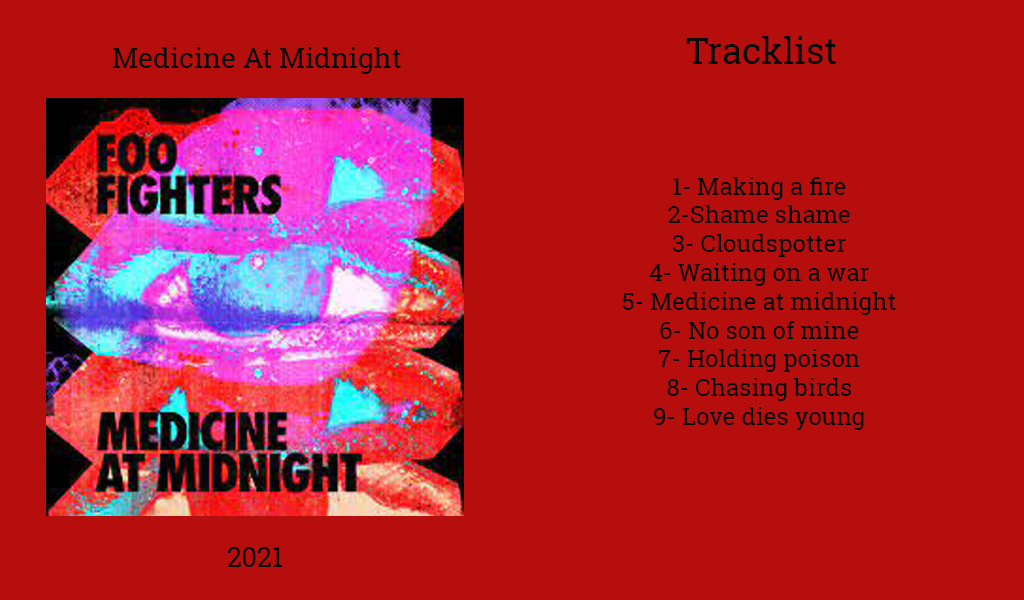 Medicine At Midnight
FOO
FIGHTERS
MEDICINE
AT MIDNIGHT
2021
Tracklist
1- Making a fire
2-Shame shame
3- Cloudspotter
4- Waiting on a war
5- Medicine at midnight
6- No son of mine
7- Holding poison
8- Chasing birds
9- Love dies young